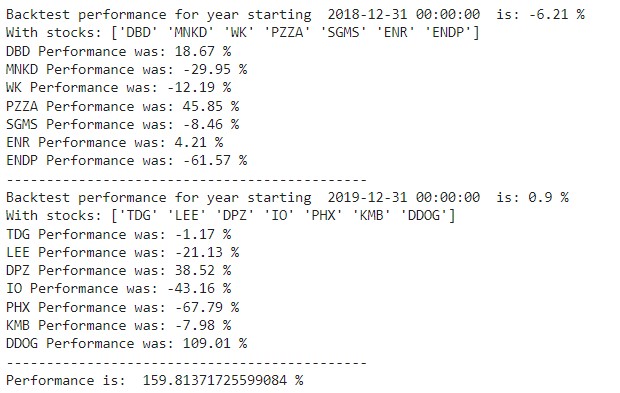 Backtest performance for year starting  2018-12-31 00:00:00  is: -6.21 %
With stocks: ['DBD' 'MNKD' 'WK' 'PZZA' 'SGMS' 'ENR' 'ENDP']
DBD Performance was: 18.67 %
MNKD Performance was: -29.95 %
WK Performance was: -12.19 %
PZZA Performance was: 45.85 %
SGMS Performance was: -8.46 %
ENR Performance was: 4.21 %
ENDP Performance was: -61.57 %
---------------------------------------------
Backtest performance for year starting  2019-12-31 00:00:00  is: 0.9 %
With stocks: ['TDG' 'LEE' 'DPZ' 'IO' 'PHX' 'KMB' 'DDOG']
TDG Performance was: -1.17 %
LEE Performance was: -21.13 %
DPZ Performance was: 38.52 %
IO Performance was: -43.16 %
PHX Performance was: -67.79 %
KMB Performance was: -7.98 %
DDOG Performance was: 109.01 %
---------------------------------------------
Performance is:  159.81371725599084 %